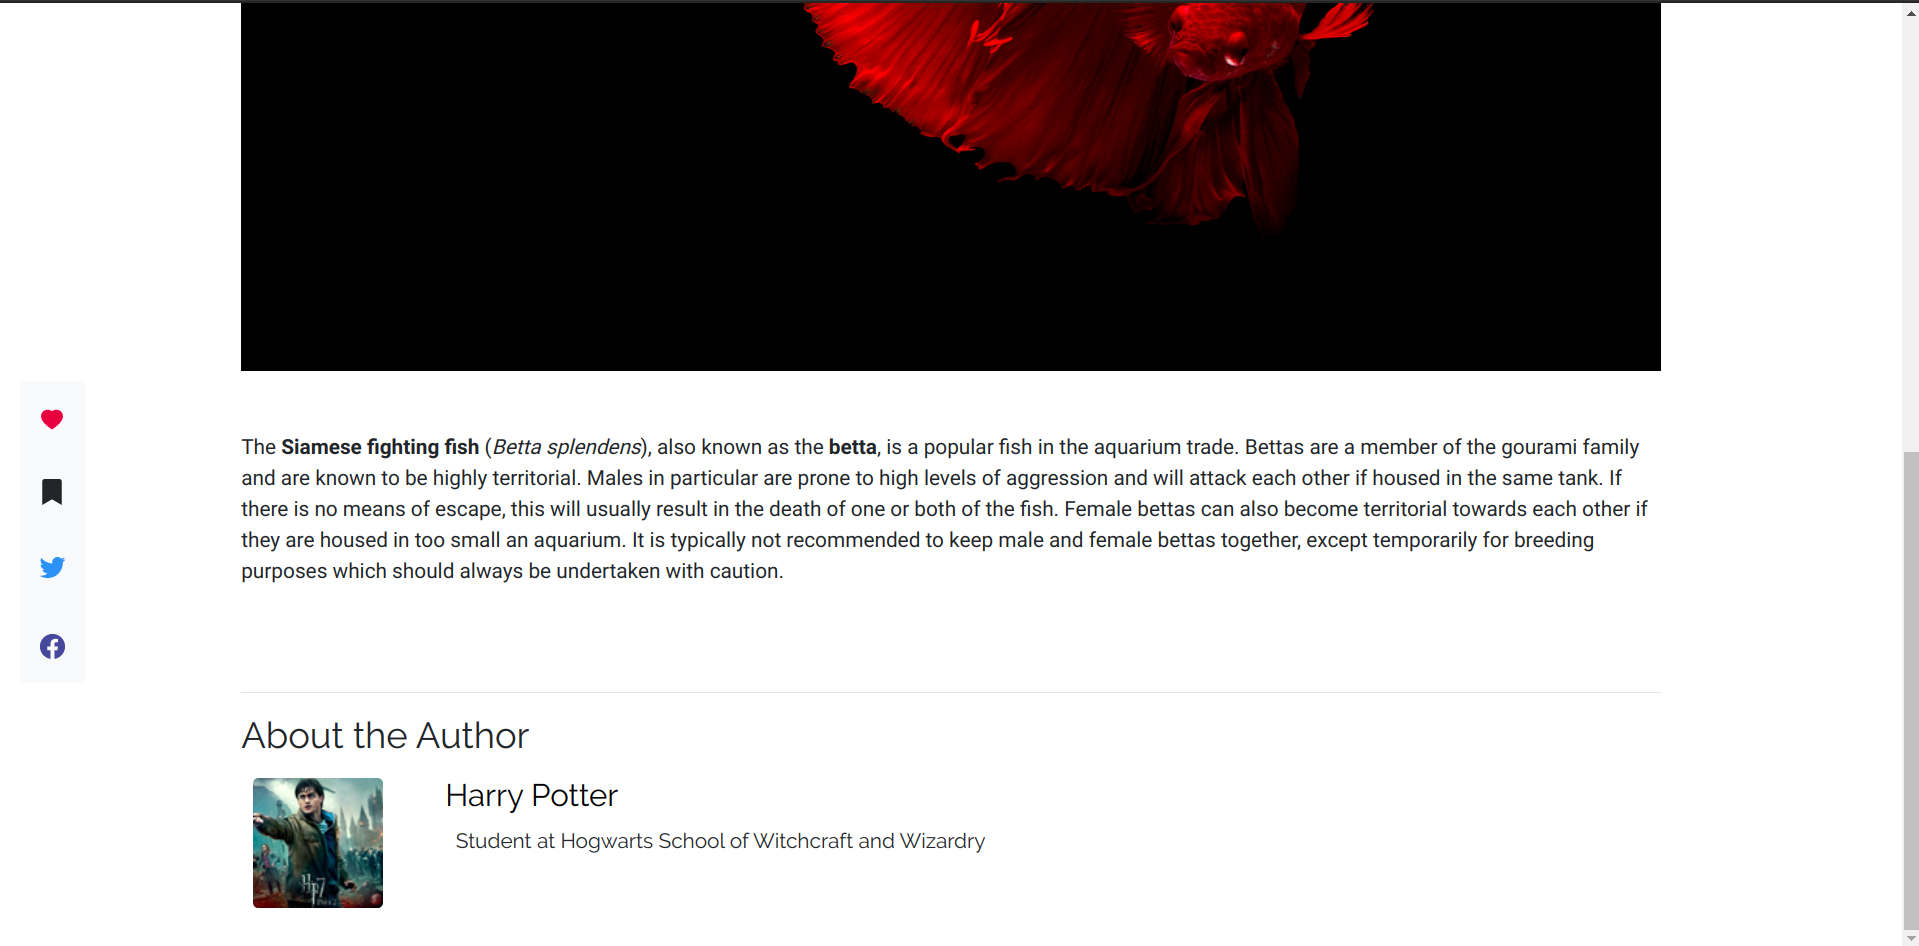 The Siamese fighting fish (Betta splendens), also known as the betta, is a popular fish in the aquarium trade. Bettas are a member of the gourami family
and are known to be highly territorial. Males in particular are prone to high levels of aggression and will attack each other if housed in the same tank. If
there is no means of escape, this will usually result in the death of one or both of the fish. Female bettas can also become territorial towards each other if
they are housed in too small an aquarium. It is typically not recommended to keep male and female bettas together, except temporarily for breeding
purposes which should always be undertaken with caution.
About the Author
Harry Potter
Student at Hogwarts School of Witchcraft and Wizardry